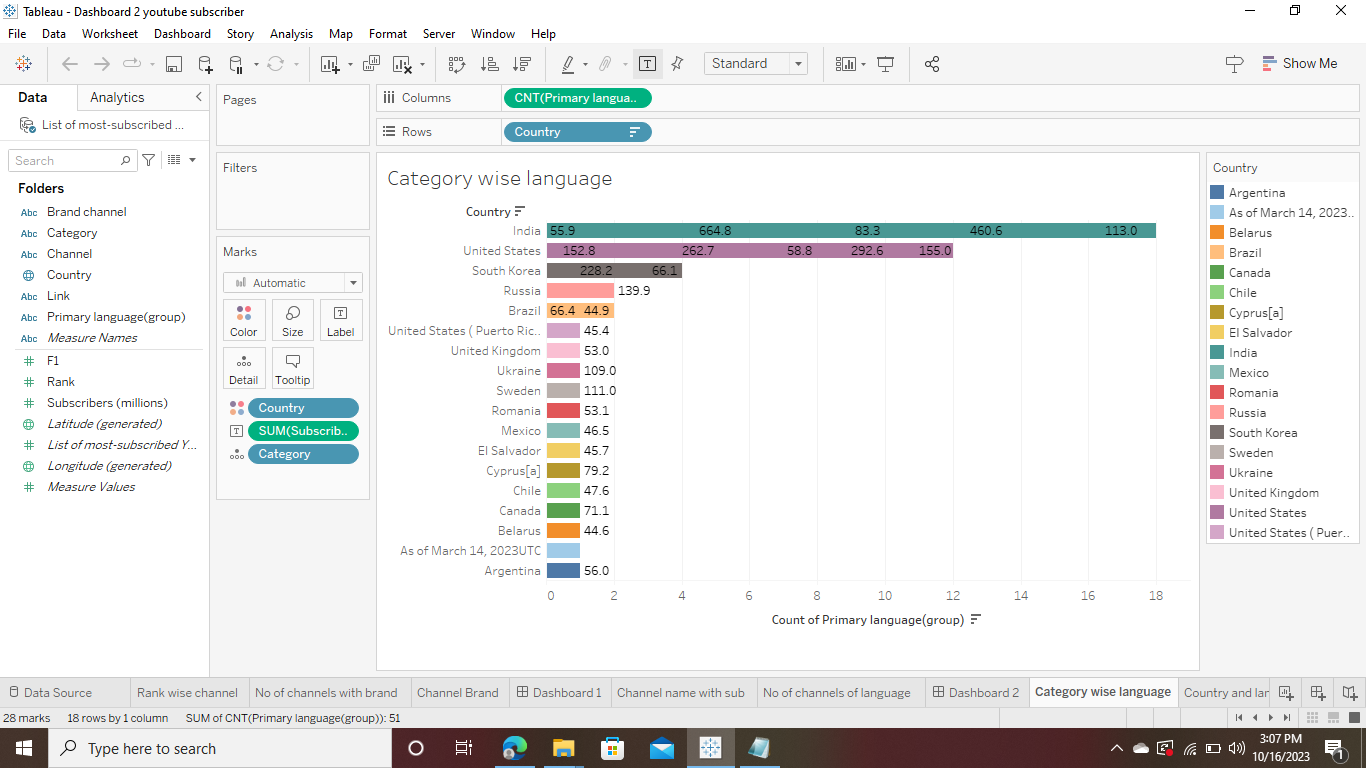 Tableau - Dashboard 2 youtube subscriber
File Data Worksheet Dashboard Story Analysis Map Format Server Window Help
Standard
Show Me
Data Analytics
Pages
Columns
CNT(Primary langua..
List of most-subscribed ...
Rows
Country
Search
Filters
Folders
Abc Brand channel
Abc Category
Abc Channel
Country
Abc Link
Abc Primary language(group)
Abc Measure Names
F1
Rank
Subscribers (millions)
Latitude (generated)
List of most-subscribed Y...
Longitude (generated)
Measure Values
Marks
Automatic
Color Size Label
Detail Tooltip
Country
SUM(Subscrib..
Category
Category wise language
Country
India 55.9 664.8 83.3 460.6 113.0
United States 152.8 262.7 58.8 292.6 155.0
South Korea 228.2 66.1
Russia 139.9
Brazil 66.4 44.9
United States ( Puerto Ric.. 45.4
United Kingdom 53.0
Ukraine 109.0
Sweden 111.0
Romania 53.1
Mexico 46.5
El Salvador 45.7
Cyprus[a] 79.2
Chile 47.6
Canada 71.1
Belarus 44.6
As of March 14, 2023UTC
Argentina 56.0
0 2 4 6 8 10 12 14 16 18
Count of Primary language(group)
Country
Argentina
As of March 14, 2023..
Belarus
Brazil
Canada
Chile
Cyprus[a]
El Salvador
India
Mexico
Romania
Russia
South Korea
Sweden
Ukraine
United Kingdom
United States
United States ( Puer..
Data Source Rank wise channel No of channels with brand Channel Brand Dashboard 1 Channel name with sub No of channels of language Dashboard 2 Category wise language Country and lan
28 marks 18 rows by 1 column SUM of CNT(Primary language(group)): 51
Type here to search
3:07 PM
10/16/2023
1